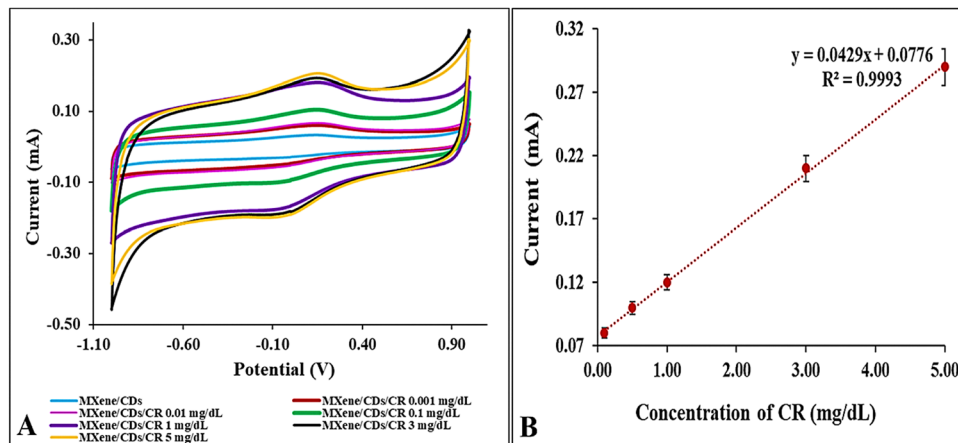 0.30
0.10
-0.10
-0.30
-0.50
Current (mA)
-1.10
-0.60
-0.10
0.40
0.90
Potential (V)
MXene/CDs
MXene/CDs/CR 0.001 mg/dL
MXene/CDs/CR 0.01 mg/dL
MXene/CDs/CR 0.1 mg/dL
MXene/CDs/CR 1 mg/dL
MXene/CDs/CR 3 mg/dL
MXene/CDs/CR 5 mg/dL
A
B
y = 0.0429x + 0.0776
R² = 0.9993
0.27
0.22
0.17
0.12
0.07
Current (mA)
0.00
1.00
2.00
3.00
4.00
5.00
Concentration of CR (mg/dL)